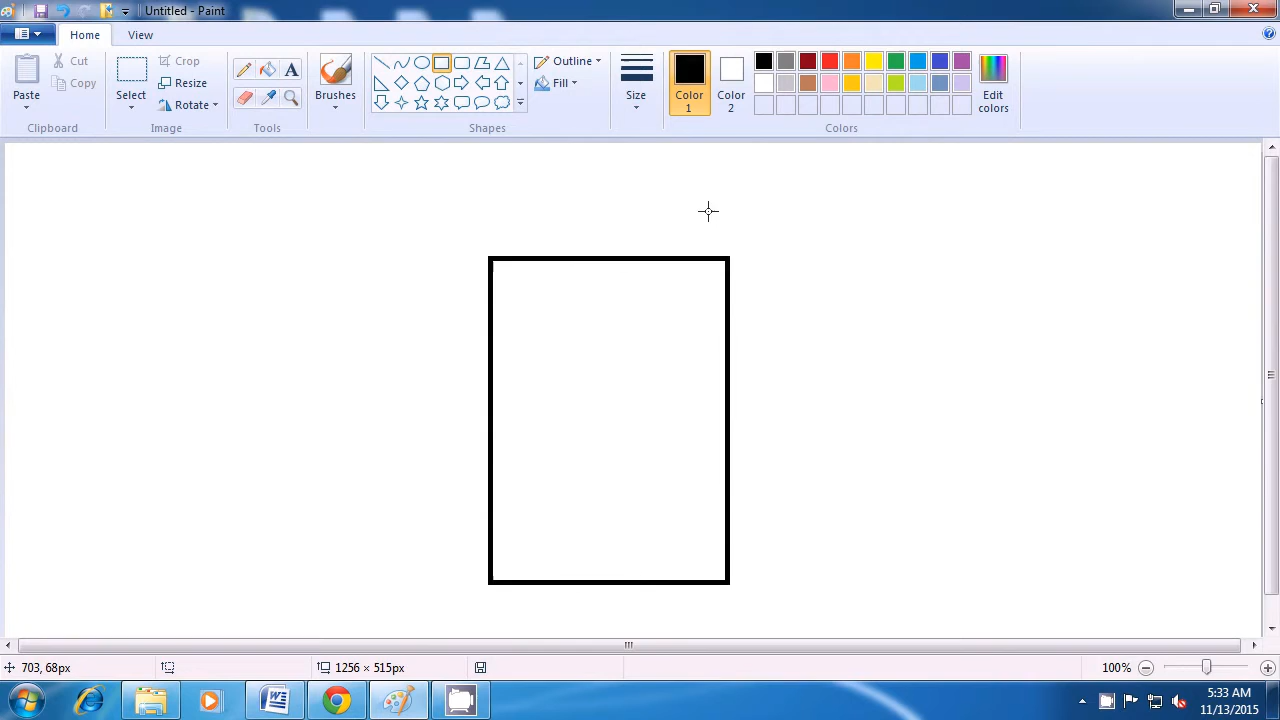 Untitled - Paint
Home View
Paste
Cut
Copy
Clipboard
Select
Crop
Resize
Rotate
Image
A
Tools
Brushes
Shapes
Outline
Fill
Size
Color 1
Color 2
Edit colors
Colors
703, 68px
1256 × 515px
100%
5:33 AM
11/13/2015